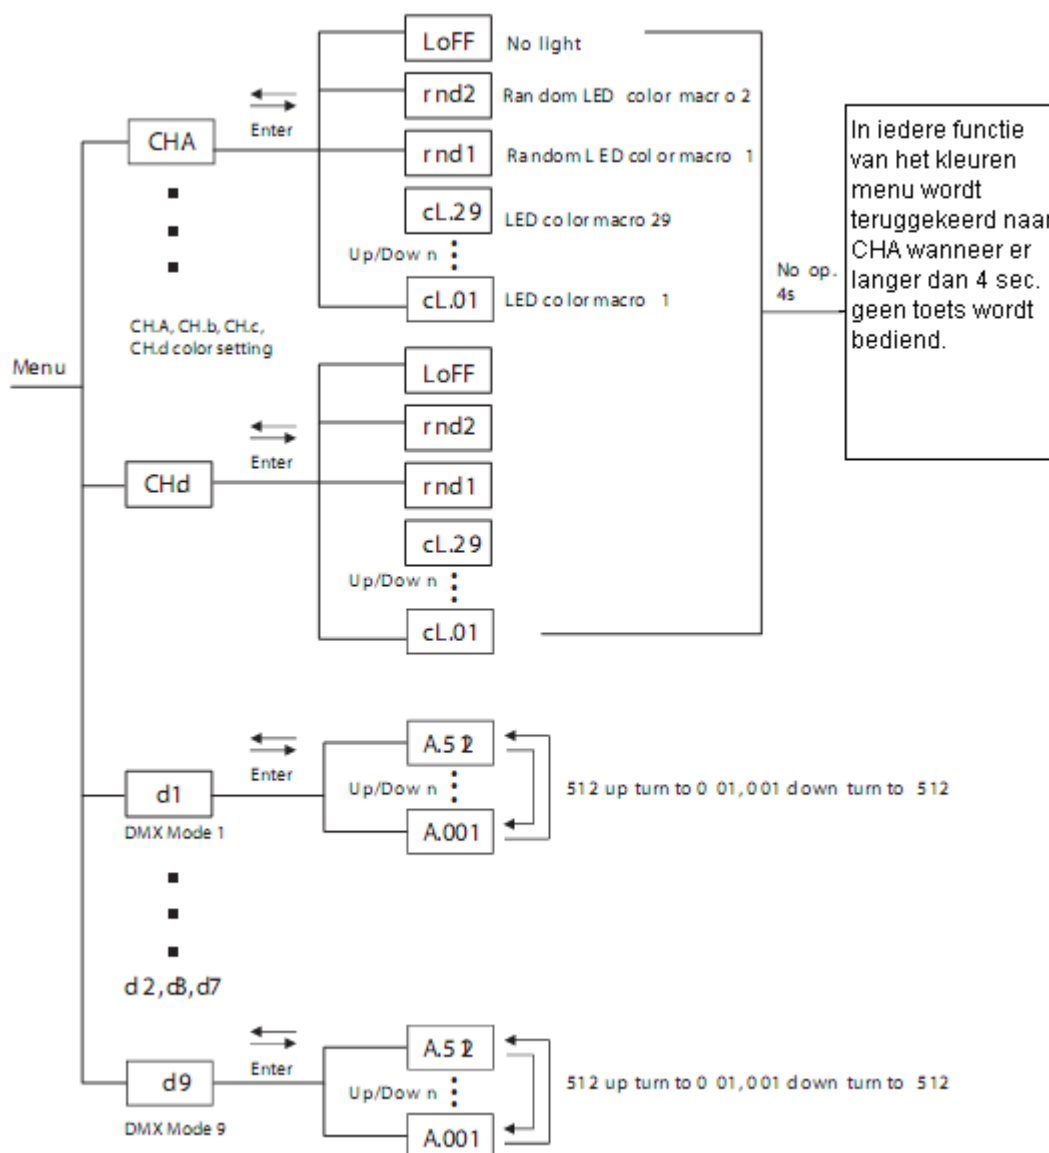 LoFF No light
rnd2 Random LED color macro 2
Enter
CHA
rnd1 Random LED color macro 1
cL.29 LED color macro 29
Up/Down
cL.01 LED color macro 1
CH.A, CH.b, CH.c,
CH.d color setting
No op.
4s
In iedere functie
van het kleuren
menu wordt
teruggekeerd naar
CHA wanneer er
langer dan 4 sec.
geen toets wordt
bediend.
Menu
LoFF
rnd2
Enter
CHd
rnd1
cL.29
Up/Down
cL.01
A.512
Enter
d1
Up/Down
512 up turn to 001,001 down turn to 512
A.001
DMX Mode 1
d2,d3,d7
A.512
Enter
d9
Up/Down
512 up turn to 001,001 down turn to 512
A.001
DMX Mode 9